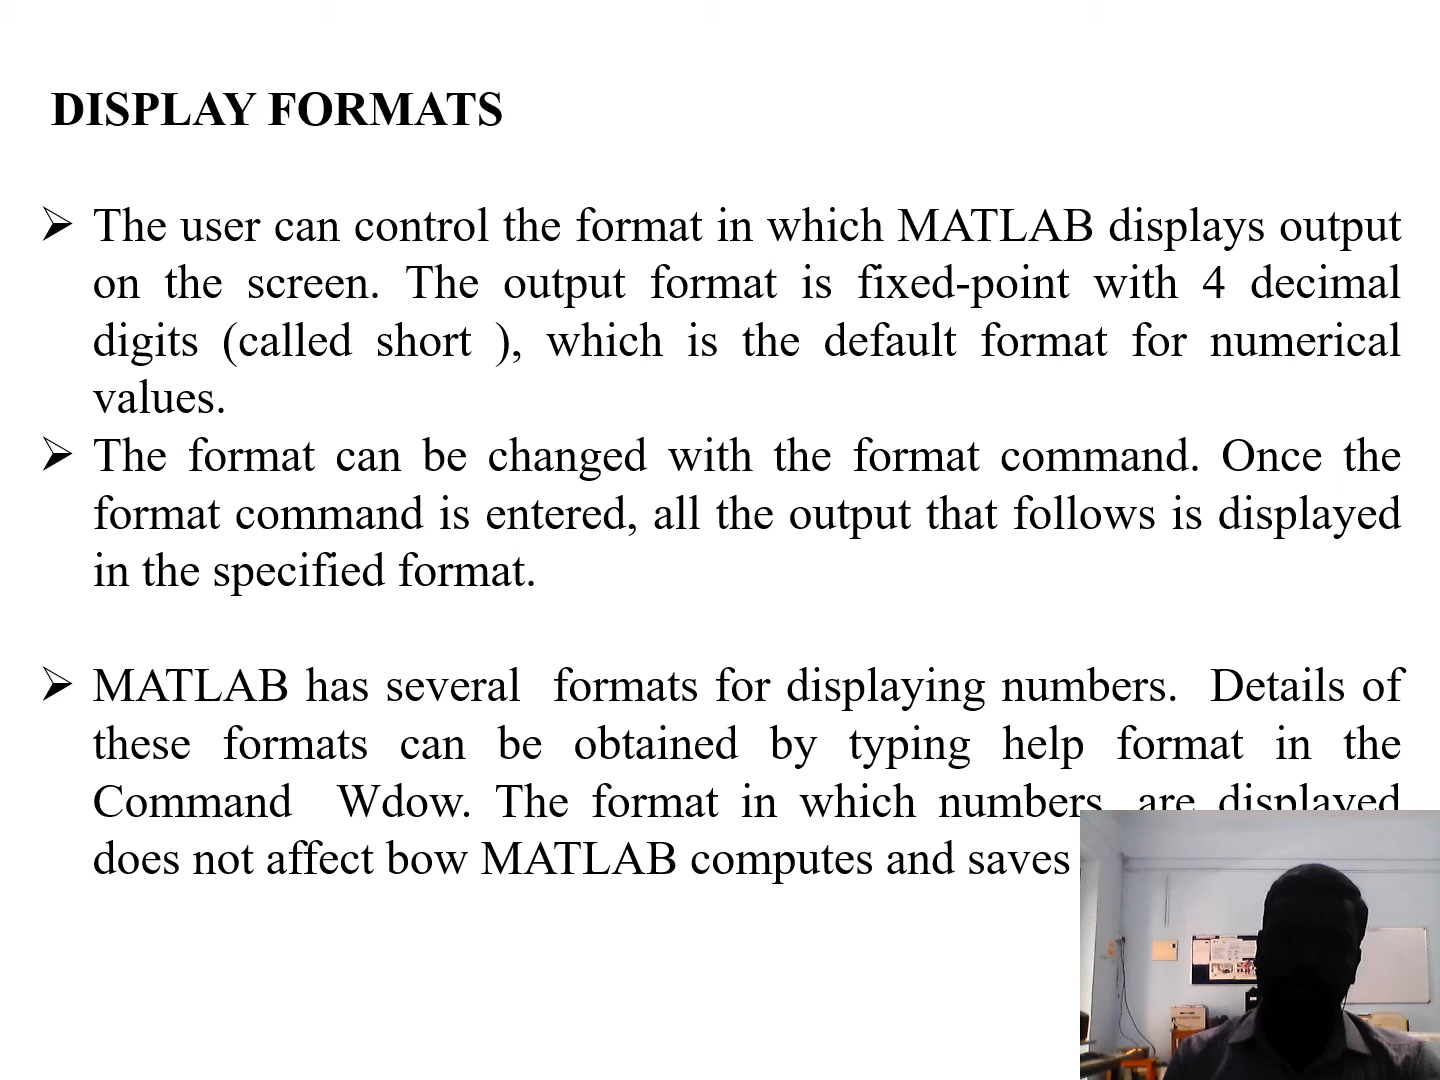 DISPLAY FORMATS
➢ The user can control the format in which MATLAB displays output
on the screen. The output format is fixed-point with 4 decimal
digits (called short ), which is the default format for numerical
values.
➢ The format can be changed with the format command. Once the
format command is entered, all the output that follows is displayed
in the specified format.
➢ MATLAB has several formats for displaying numbers. Details of
these formats can be obtained by typing help format in the
Command Wdow. The format in which numbers are displayed
does not affect bow MATLAB computes and saves